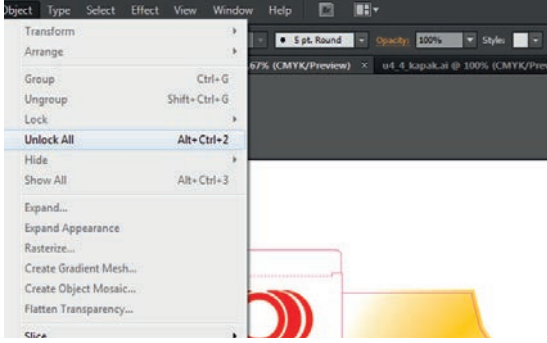 Object Type Select Effect View Window Help Br
Transform
Arrange
Group Ctrl+G
Ungroup Shift+Ctrl+G
Lock
Unlock All Alt+Ctrl+2
Hide
Show All Alt+Ctrl+3
Expand...
Expand Appearance
Rasterize...
Create Gradient Mesh...
Create Object Mosaic...
Flatten Transparency...
Slice
5 pt. Round Opacity: 100% Style:
67% (CMYK/Preview) × u4_4_kapak.ai @ 100% (CMYK/Pre